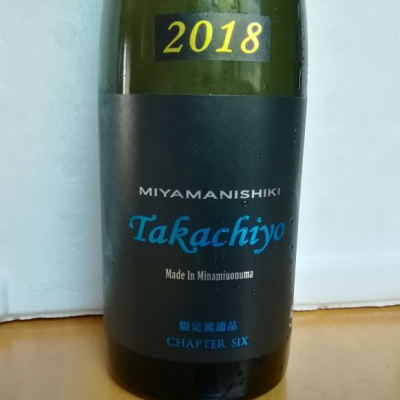 2018
MIYAMANISHIKI
Takachiyo
Made In Minamiuonuma
限定流通品
CHAPTER SIX